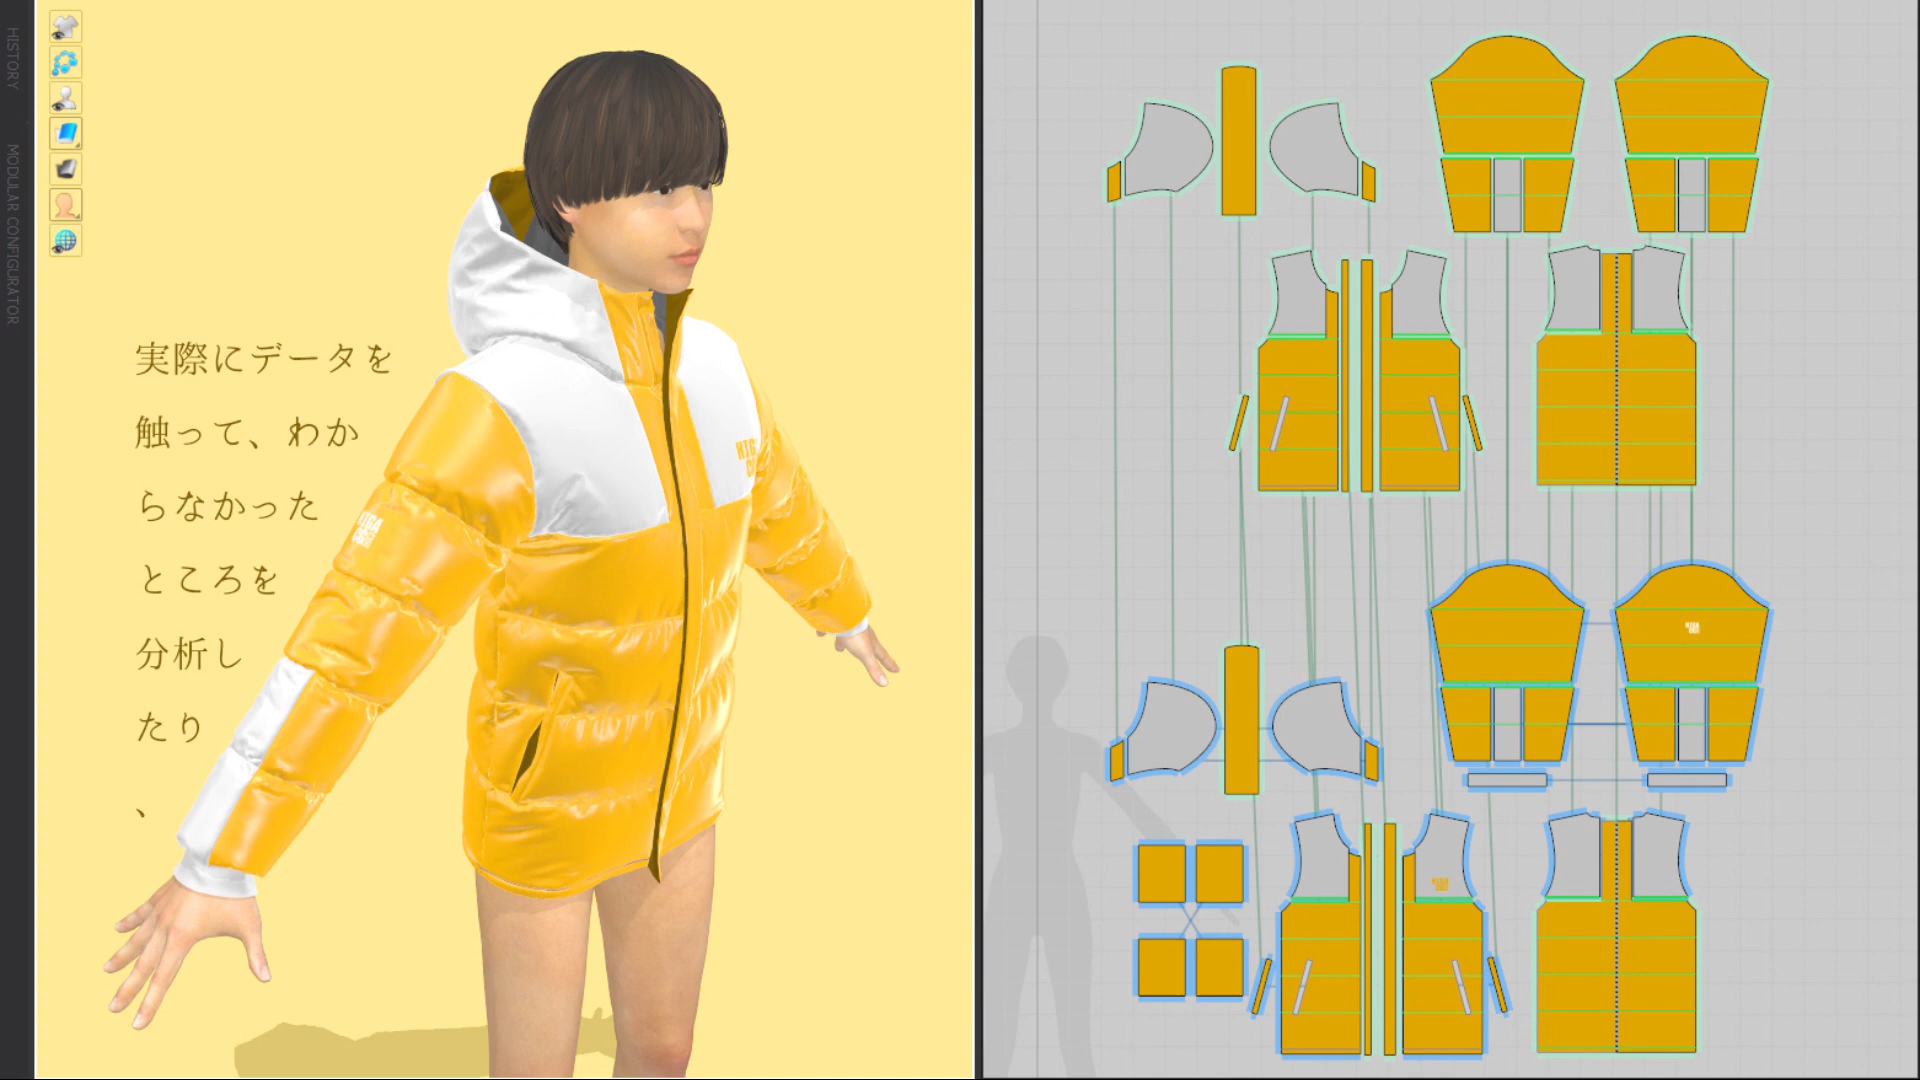 HISTORY
MODULAR CONFIGURATOR
実際にデータを
触って、わか
らなかった
ところを
分析し
たり
、